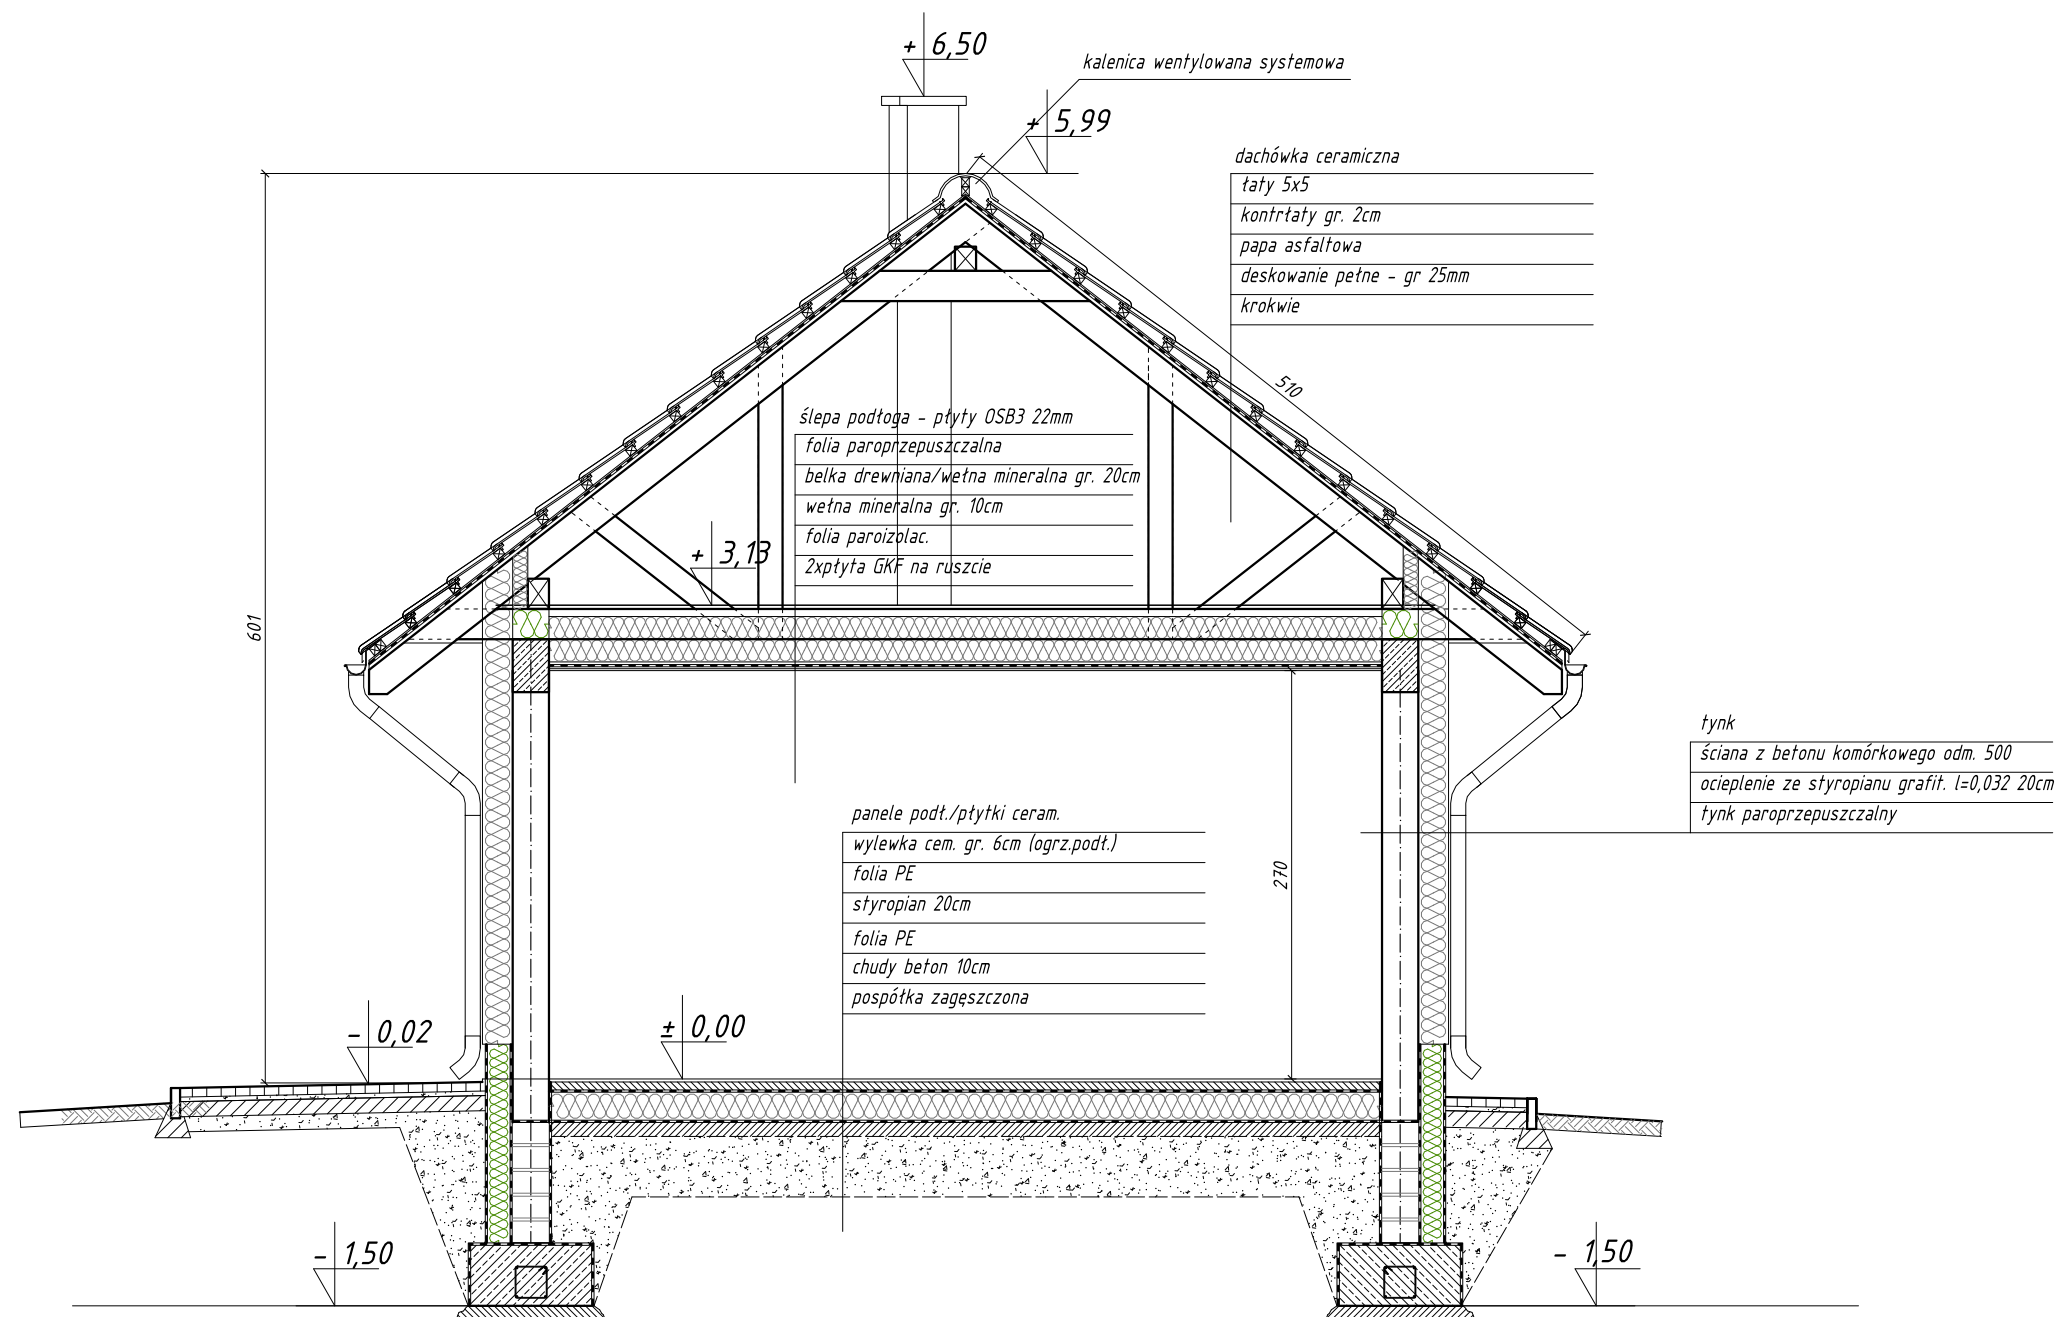 + 6,50
kalenica wentylowana systemowa
+ 5,99
dachówka ceramiczna
łaty 5x5
kontrłaty gr. 2cm
papa asfaltowa
deskowanie pełne - gr 25mm
krokwie
510
ślepa podłoga - płyty OSB3 22mm
folia paroprzepuszczalna
belka drewniana/wełna mineralna gr. 20cm
wełna mineralna gr. 10cm
folia paroizolac.
2xpłyta GKF na ruszcie
+ 3,13
601
tynk
ściana z betonu komórkowego odm. 500
ocieplenie ze styropianu grafit. l=0,032 20cm
tynk paroprzepuszczalny
panele podł./płytki ceram.
wylewka cem. gr. 6cm (ogrz.podł.)
folia PE
styropian 20cm
folia PE
chudy beton 10cm
pospółka zagęszczona
270
- 0,02
± 0,00
- 1,50
- 1,50